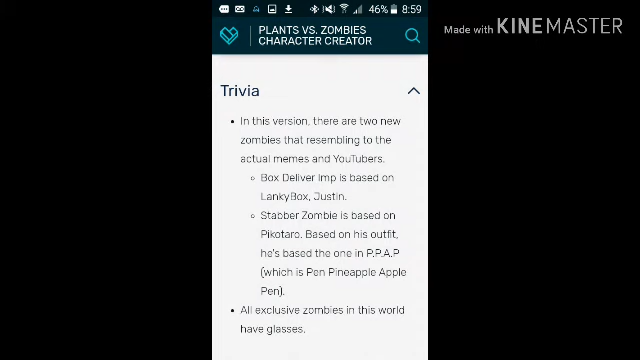 46% 8:59
Made with KINEMASTER
PLANTS VS. ZOMBIES
CHARACTER CREATOR
Trivia
In this version, there are two new
zombies that resembling to the
actual memes and YouTubers.
Box Deliver Imp is based on
LankyBox, Justin.
Stabber Zombie is based on
Pikotaro. Based on his outfit,
he's based the one in P.P.A.P
(which is Pen Pineapple Apple
Pen).
All exclusive zombies in this world
have glasses.